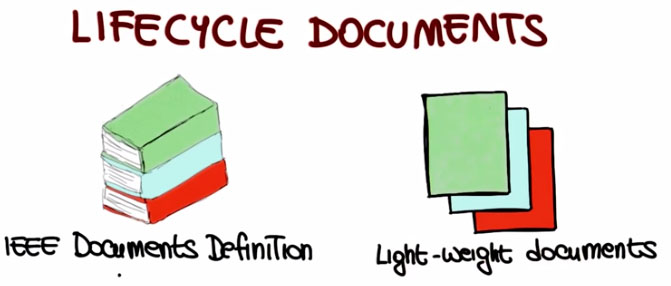 LIFECYCLE DOCUMENTS
IEEE Documents Definition
Light-weight documents